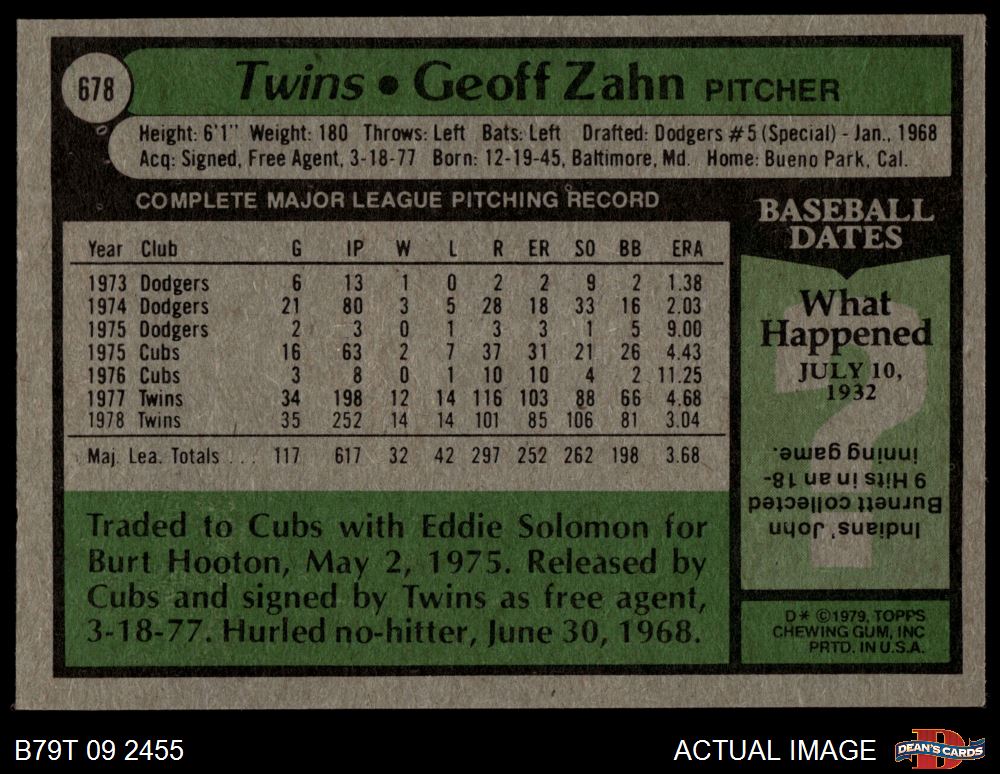 678
Twins • Geoff Zahn PITCHER
Height: 6'1" Weight: 180 Throws: Left Bats: Left Drafted: Dodgers #5 (Special) - Jan., 1968
Acq: Signed, Free Agent, 3-18-77 Born: 12-19-45, Baltimore, Md. Home: Bueno Park, Cal.
COMPLETE MAJOR LEAGUE PITCHING RECORD
Year Club G IP W L R ER SO BB ERA
1973 Dodgers 6 13 1 0 2 2 9 2 1.38
1974 Dodgers 21 80 3 5 28 18 33 16 2.03
1975 Dodgers 2 3 0 1 3 3 1 5 9.00
1975 Cubs 16 63 2 7 37 31 21 26 4.43
1976 Cubs 3 8 0 1 10 10 4 2 11.25
1977 Twins 34 198 12 14 116 103 88 66 4.68
1978 Twins 35 252 14 14 101 85 106 81 3.04
Maj. Lea. Totals ... 117 617 32 42 297 252 262 198 3.68
Traded to Cubs with Eddie Solomon for
Burt Hooton, May 2, 1975. Released by
Cubs and signed by Twins as free agent,
3-18-77. Hurled no-hitter, June 30, 1968.
BASEBALL
DATES
What
Happened
JULY 10,
1932
Indians' John
Burnett collected
9 Hits in an 18-
inning game.
D* ©1979, TOPPS
CHEWING GUM, INC
PRTD. IN U.S.A.
B79T 09 2455
ACTUAL IMAGE
DEAN'S CARDS